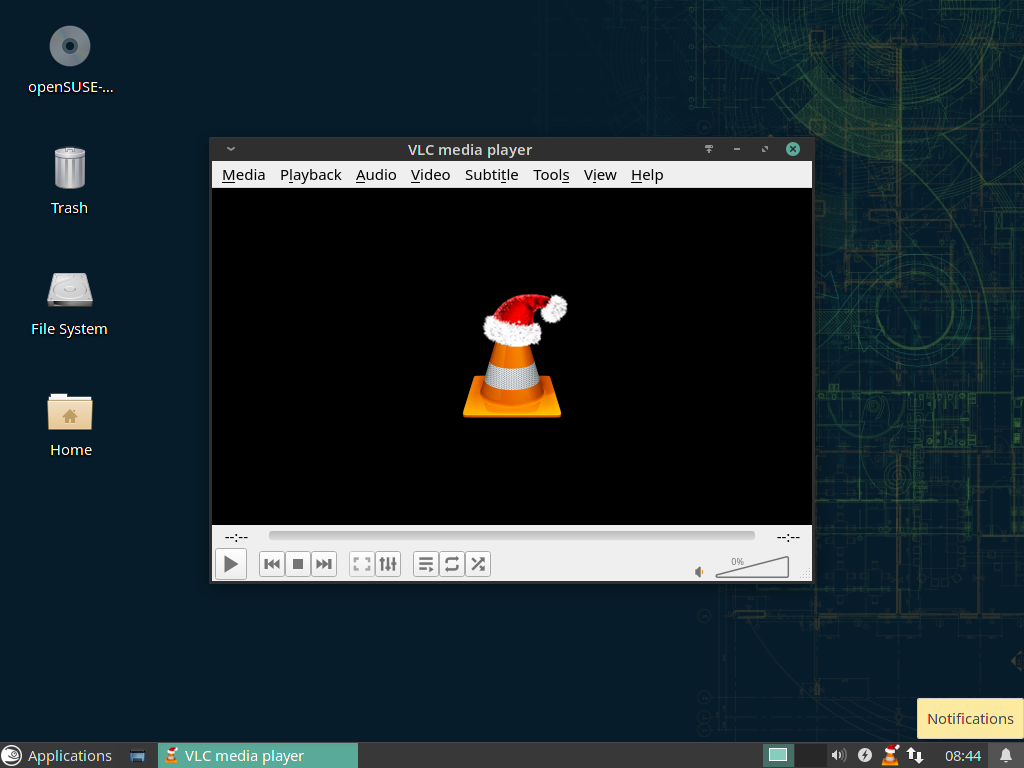 openSUSE-...
Trash
File System
Home
VLC media player
Media Playback Audio Video Subtitle Tools View Help
--:-- --:--
0%
Notifications
Applications VLC media player 08:44